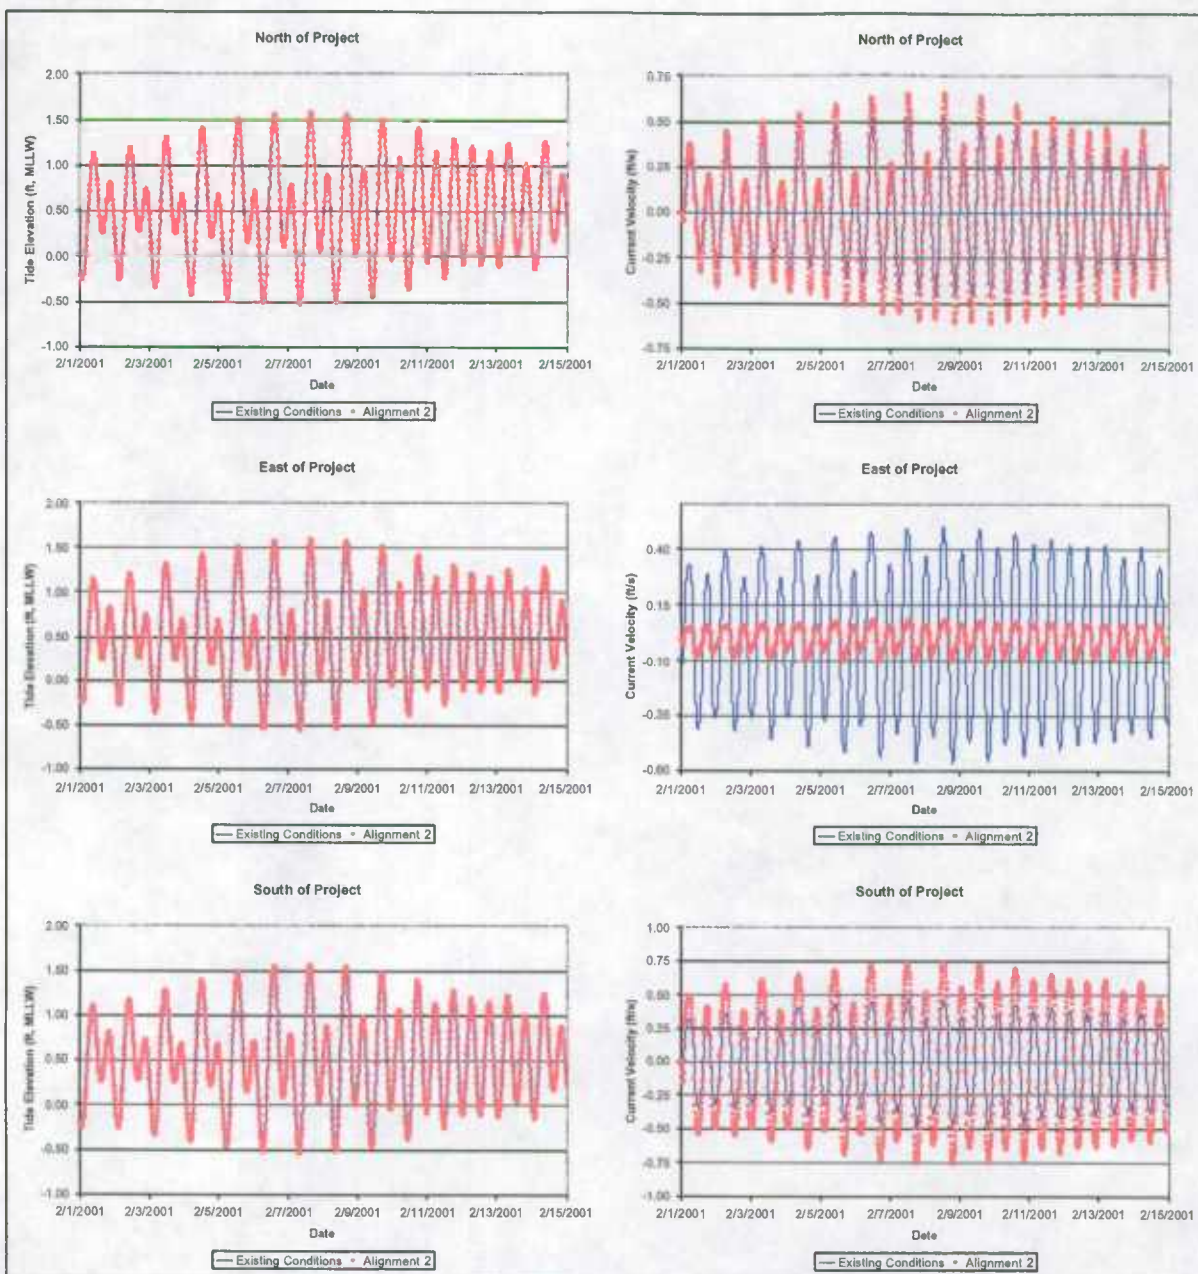 North of Project
2.00
1.50
1.00
0.50
0.00
-0.50
-1.00
Tide Elevation (ft, MLLW)
2/1/2001 2/3/2001 2/5/2001 2/7/2001 2/9/2001 2/11/2001 2/13/2001 2/15/2001
Date
Existing Conditions Alignment 2
North of Project
0.75
0.50
0.25
0.00
-0.25
-0.50
-0.75
Current Velocity (ft/s)
2/1/2001 2/3/2001 2/5/2001 2/7/2001 2/9/2001 2/11/2001 2/13/2001 2/15/2001
Date
Existing Conditions Alignment 2
East of Project
2.00
1.50
1.00
0.50
0.00
-0.50
-1.00
Tide Elevation (ft, MLLW)
2/1/2001 2/3/2001 2/5/2001 2/7/2001 2/9/2001 2/11/2001 2/13/2001 2/15/2001
Date
Existing Conditions Alignment 2
East of Project
0.40
0.15
-0.10
-0.35
-0.60
Current Velocity (ft/s)
2/1/2001 2/3/2001 2/5/2001 2/7/2001 2/9/2001 2/11/2001 2/13/2001 2/15/2001
Date
Existing Conditions Alignment 2
South of Project
2.00
1.50
1.00
0.50
0.00
-0.50
-1.00
Tide Elevation (ft, MLLW)
2/1/2001 2/3/2001 2/5/2001 2/7/2001 2/9/2001 2/11/2001 2/13/2001 2/15/2001
Date
Existing Conditions Alignment 2
South of Project
1.00
0.75
0.50
0.25
0.00
-0.25
-0.50
-0.75
-1.00
Current Velocity (ft/s)
2/1/2001 2/3/2001 2/5/2001 2/7/2001 2/9/2001 2/11/2001 2/13/2001 2/15/2001
Date
Existing Conditions Alignment 2